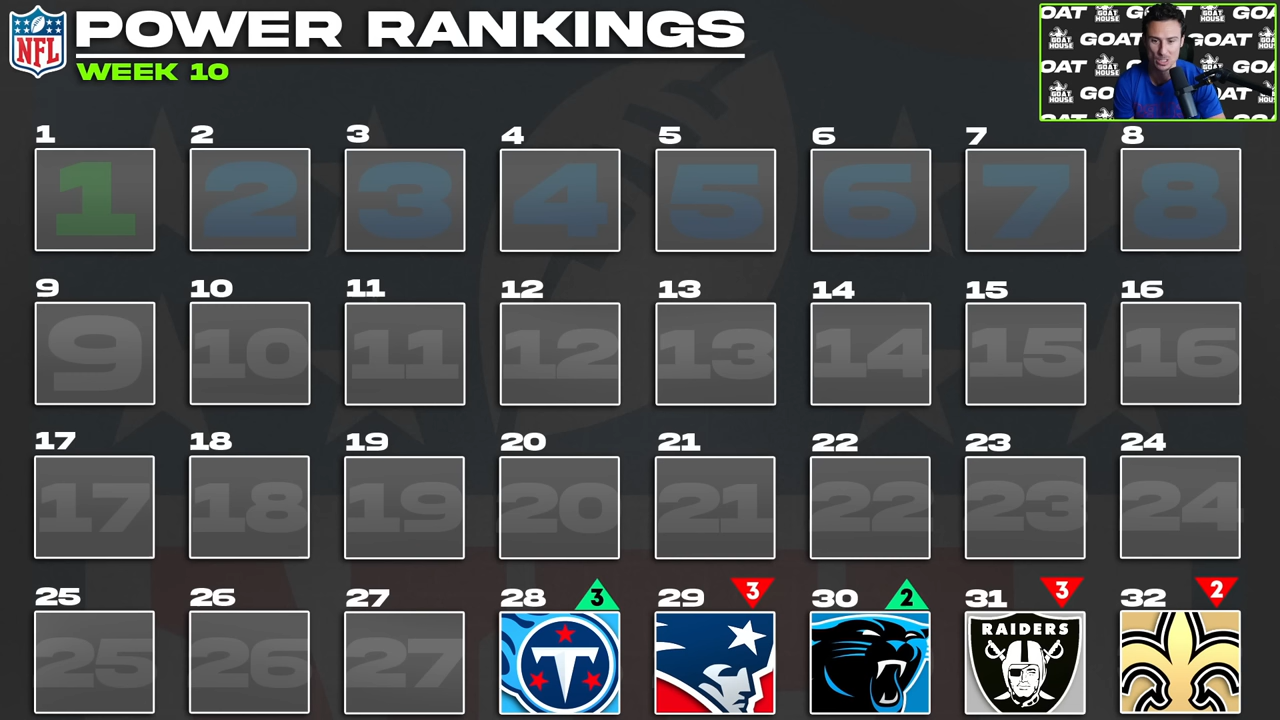 NFL POWER RANKINGS
WEEK 10
GOAT HOUSE GOAT GOAT HOUSE GOAT
1 2 3 4 5 6 7 8
1 2 3 4 5 6 7 8
9 10 11 12 13 14 15 16
9 10 11 12 13 14 15 16
17 18 19 20 21 22 23 24
17 18 19 20 21 22 23 24
25 26 27 28 3 29 3 30 2 31 3 32 2
25 26 27 T RAIDERS